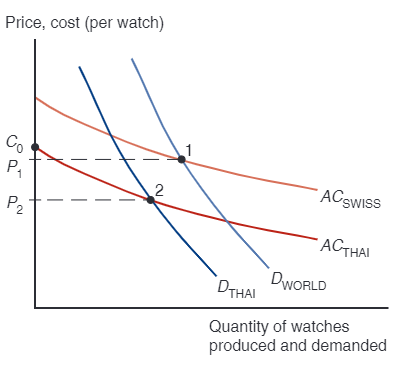 Price, cost (per watch)
C0
P1
P2
1
2
ACSWISS
ACTHAI
DTHAI
DWORLD
Quantity of watches
produced and demanded